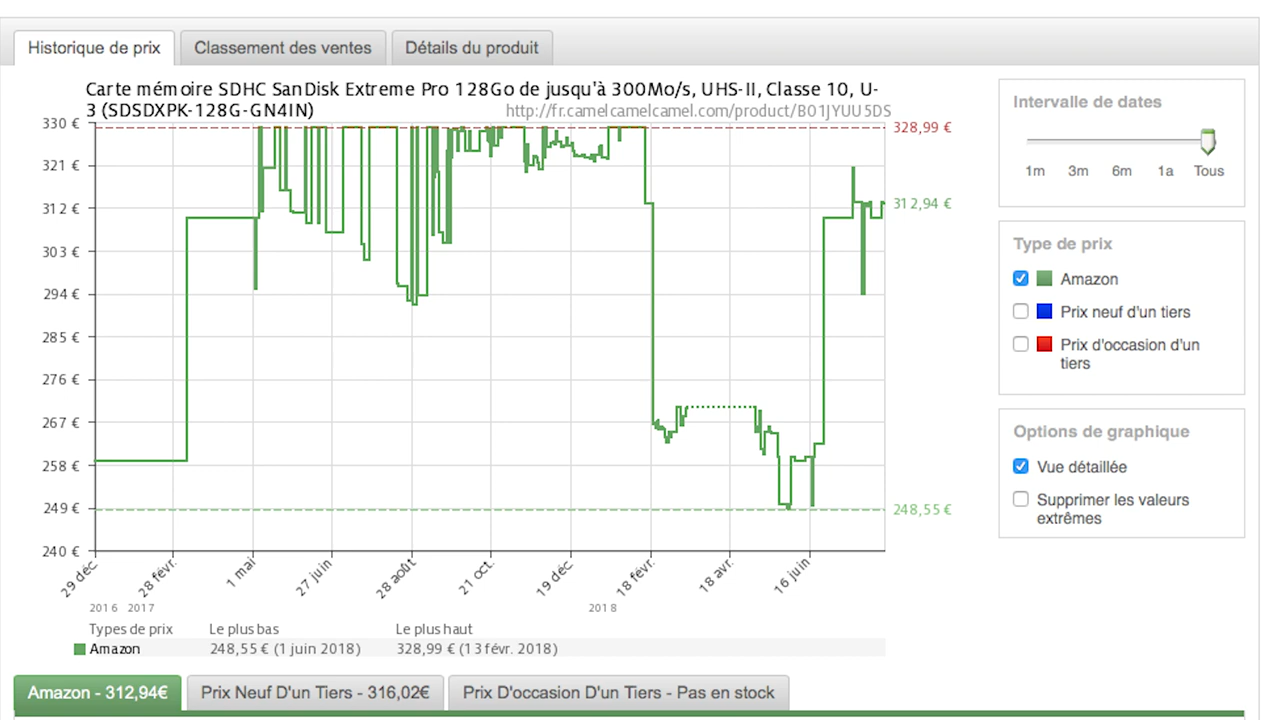 Historique de prix
Classement des ventes
Détails du produit
Carte mémoire SDHC SanDisk Extreme Pro 128Go de jusqu'à 300Mo/s, UHS-II, Classe 10, U-
3 (SDSDXPK-128G-GN4IN)
http://fr.camelcamelcamel.com/product/B01JYUU5DS
330 €
321 €
312 €
303 €
294 €
285 €
276 €
267 €
258 €
249 €
240 €
328,99 €
312,94 €
248,55 €
29 déc.
28 févr.
1 mai
27 juin
28 août
21 oct.
19 déc.
18 févr.
18 avr.
16 juin
2016 2017
2018
Types de prix Le plus bas Le plus haut
Amazon 248,55 € (1 juin 2018) 328,99 € (13 févr. 2018)
Intervalle de dates
1m 3m 6m 1a Tous
Type de prix
Amazon
Prix neuf d'un tiers
Prix d'occasion d'un
tiers
Options de graphique
Vue détaillée
Supprimer les valeurs
extrêmes
Amazon - 312,94€
Prix Neuf D'un Tiers - 316,02€
Prix D'occasion D'un Tiers - Pas en stock